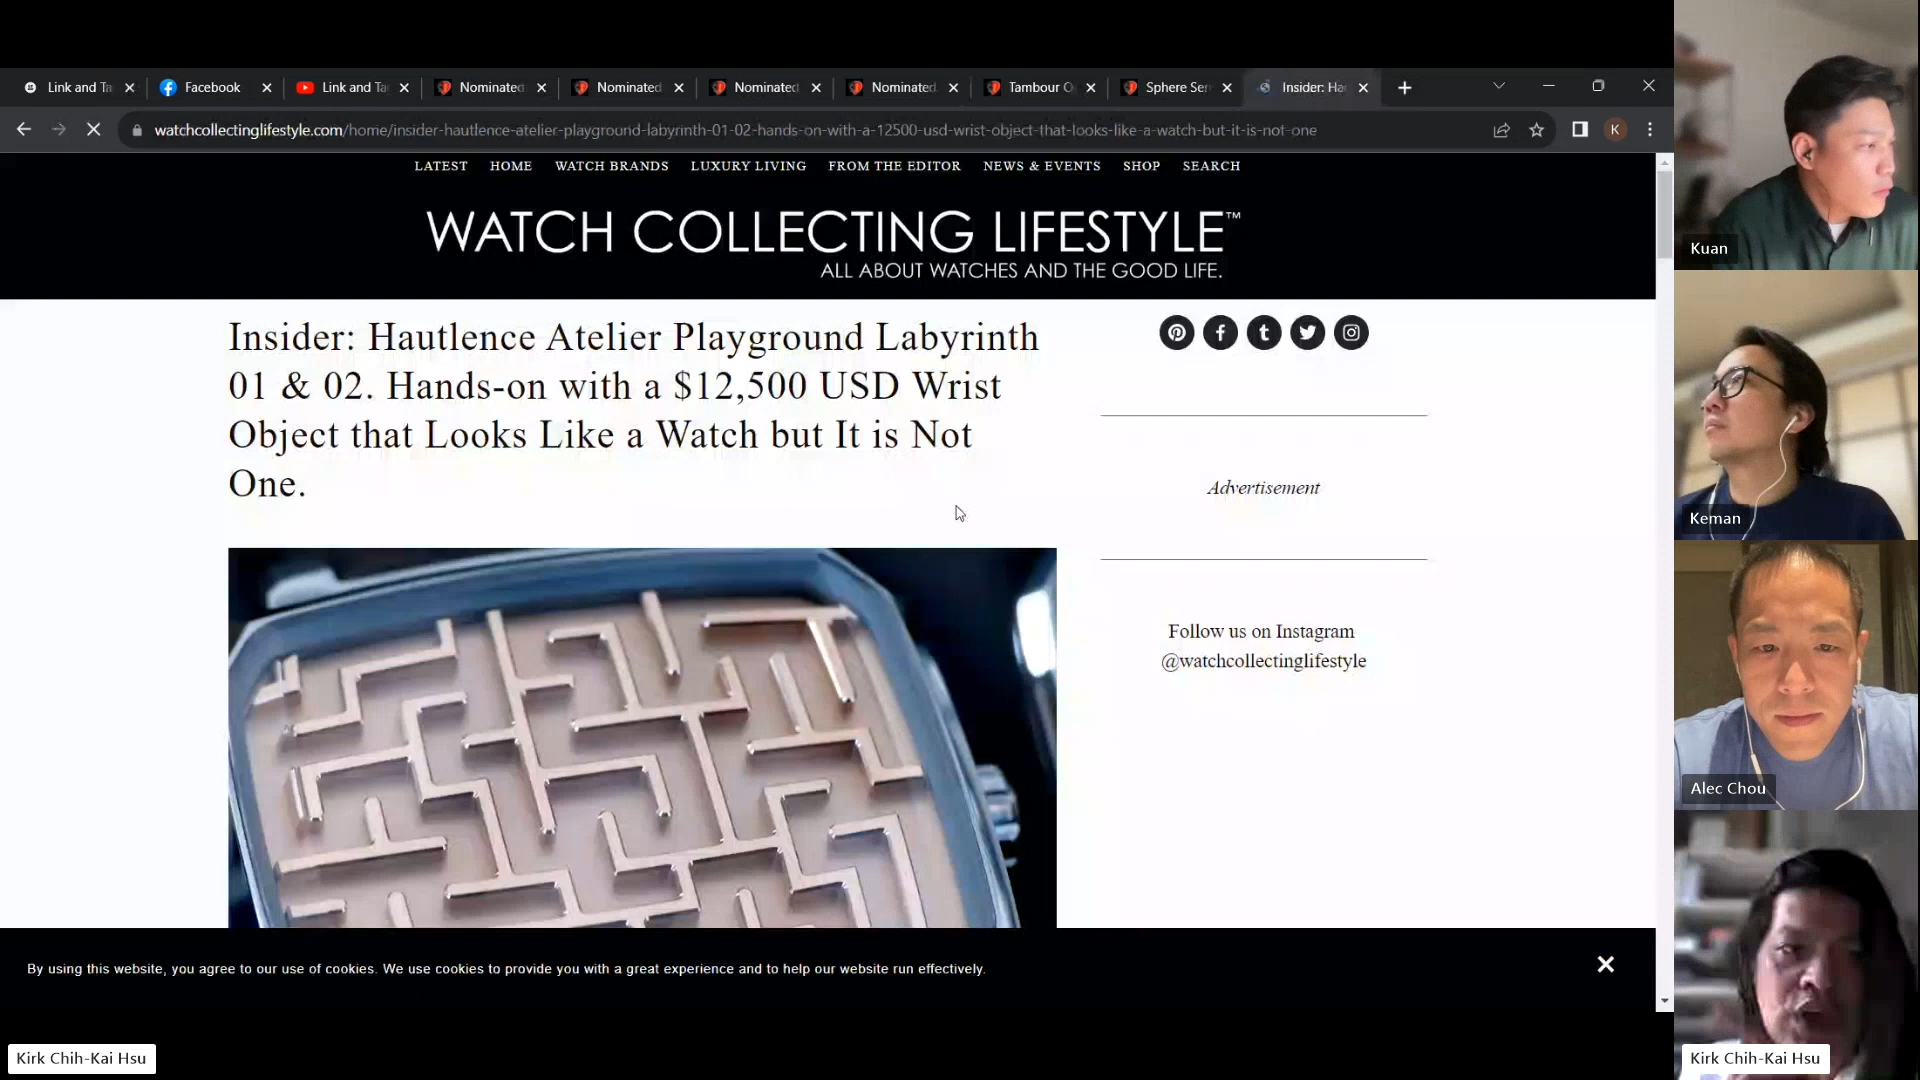 Link and Ta
Facebook
Link and Ta
Nominated
Nominated
Nominated
Nominated
Tambour O
Sphere Ser
Insider: Ha
watchcollectinglifestyle.com/home/insider-hautlence-atelier-playground-labyrinth-01-02-hands-on-with-a-12500-usd-wrist-object-that-looks-like-a-watch-but-it-is-not-one
K
LATEST HOME WATCH BRANDS LUXURY LIVING FROM THE EDITOR NEWS & EVENTS SHOP SEARCH
WATCH COLLECTING LIFESTYLE™
ALL ABOUT WATCHES AND THE GOOD LIFE.
Insider: Hautlence Atelier Playground Labyrinth
01 & 02. Hands-on with a $12,500 USD Wrist
Object that Looks Like a Watch but It is Not
One.
Advertisement
Follow us on Instagram
@watchcollectinglifestyle
By using this website, you agree to our use of cookies. We use cookies to provide you with a great experience and to help our website run effectively.
Kirk Chih-Kai Hsu
Kuan
Keman
Alec Chou
Kirk Chih-Kai Hsu